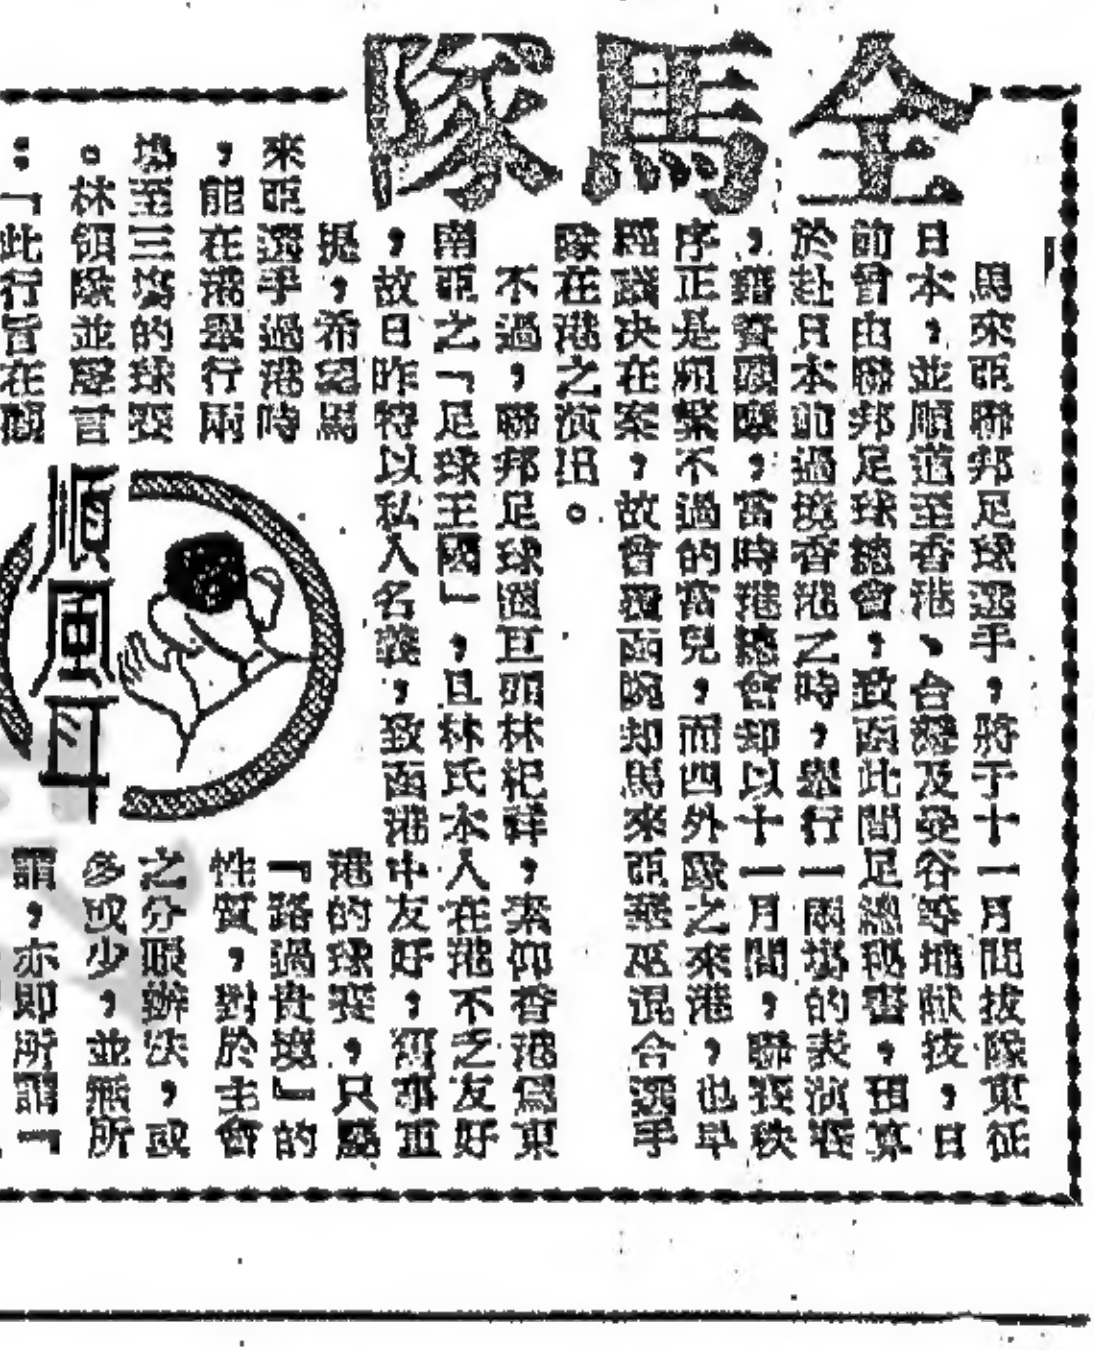 全馬隊
馬來亞聯邦足球選手，將于十一月間拔隊東征
日本，並順道至香港、台灣及曼谷等地獻技，日
前曾由聯邦足球總會，致函此間足總秘書，預算
於赴日本前過境香港之時，舉行一兩場的表演賽
，藉資觀摩，當時港總會却以十一月間，聯賽秩
序正是頻繁不過的當兒，而四外隊之來港，也早
經議决在案，故曾覆函婉却馬來亞華巫混合選手
隊在港之演出。
不過，聯邦足球選巨頭林祀祥，素仰香港爲東
南亞之「足球王國」，且林氏本人在港不乏友好
，故日昨特以私人名義，致函港中友好，舊事重
提，希望馬
來亞選手過港時
，能在港舉行兩
場至三場的球賽
。林領隊並聲言
：「此行旨在觀
順風耳
港的球賽，只屬
「路過貴境」的
性質，對於主會
之分賬辦法，或
多或少，並無所
謂，亦即所謂「